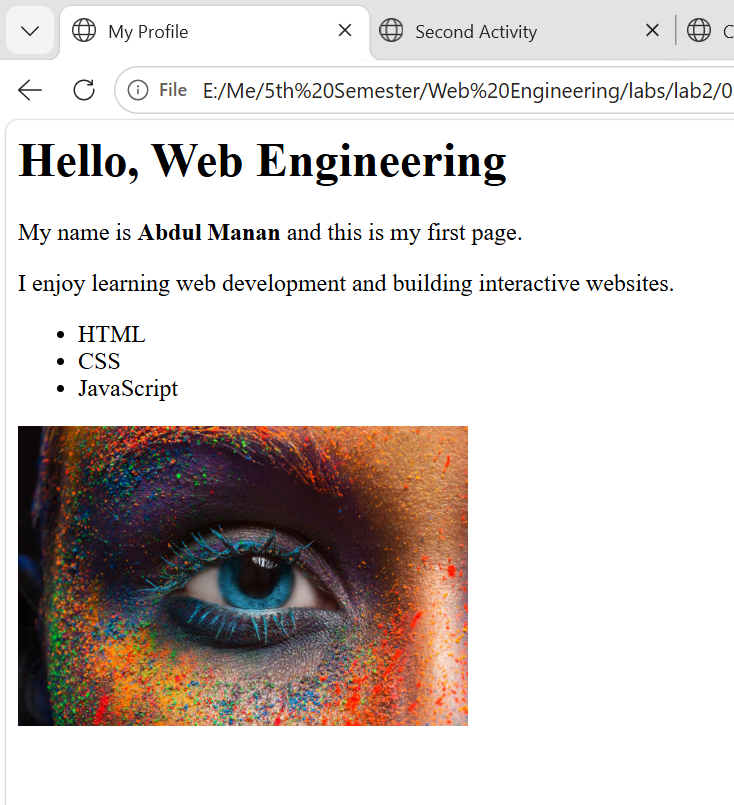 My Profile
Second Activity
File E:/Me/5th%20Semester/Web%20Engineering/labs/lab2/0
Hello, Web Engineering
My name is Abdul Manan and this is my first page.
I enjoy learning web development and building interactive websites.
HTML
CSS
JavaScript